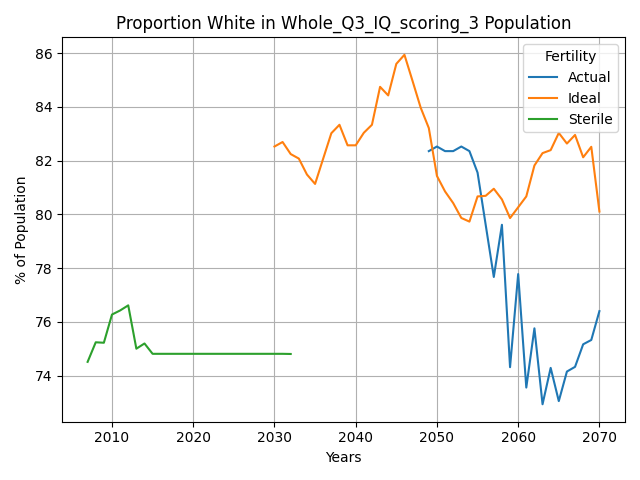 Proportion White in Whole_Q3_IQ_scoring_3 Population
Fertility
Actual
Ideal
Sterile
% of Population
86
84
82
80
78
76
74
2010
2020
2030
2040
2050
2060
2070
Years